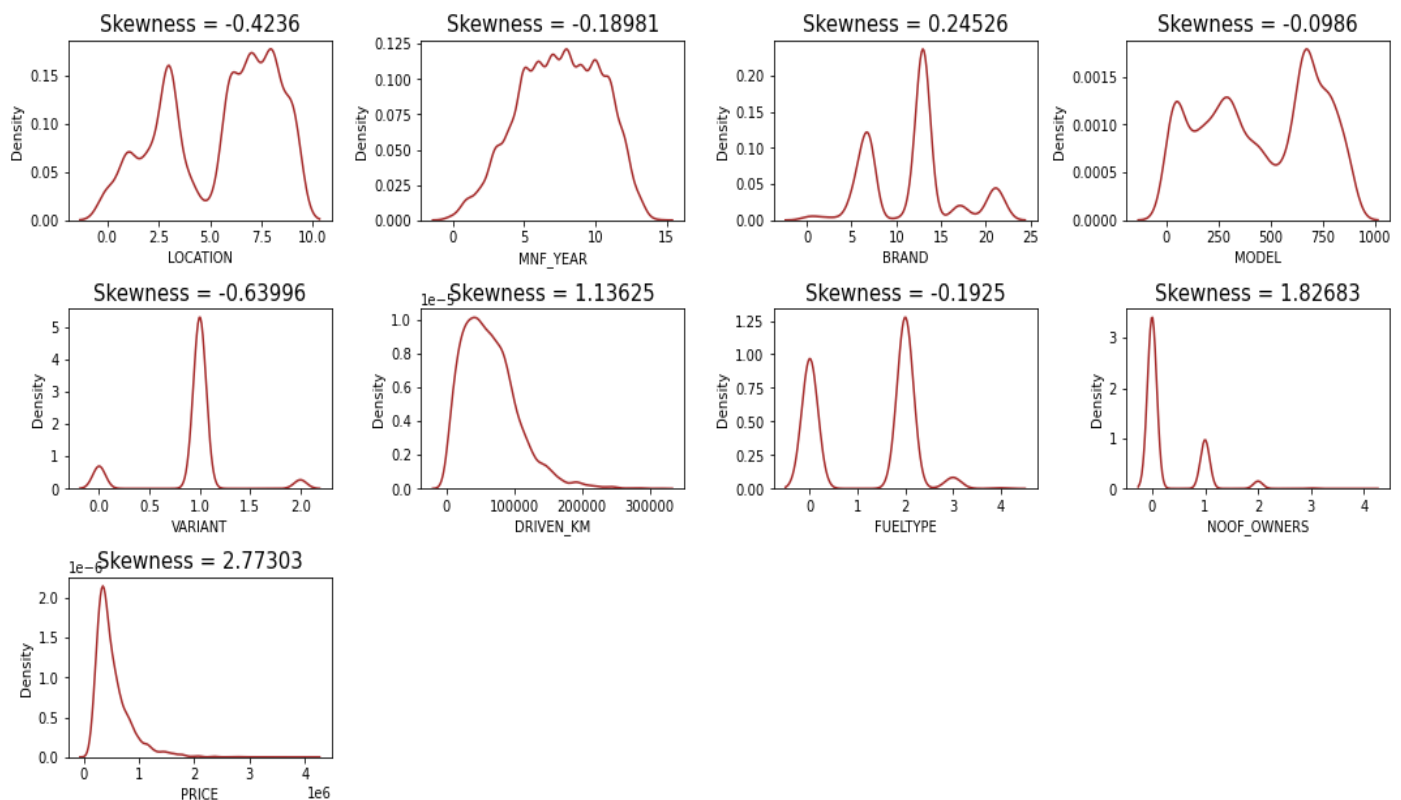 Skewness = -0.4236
Skewness = -0.18981
Skewness = 0.24526
Skewness = -0.0986
Density
0.15
0.10
0.05
0.00
0.0 2.5 5.0 7.5 10.0
LOCATION
Density
0.125
0.100
0.075
0.050
0.025
0.000
0 5 10 15
MNF_YEAR
Density
0.20
0.15
0.10
0.05
0.00
0 5 10 15 20 25
BRAND
Density
0.0015
0.0010
0.0005
0.0000
0 250 500 750 1000
MODEL
Skewness = -0.63996
Skewness = 1.13625
Skewness = -0.1925
Skewness = 1.82683
Density
5
4
3
2
1
0
0.0 0.5 1.0 1.5 2.0
VARIANT
1e-5
Density
1.0
0.8
0.6
0.4
0.2
0.0
0 100000 200000 300000
DRIVEN_KM
Density
1.25
1.00
0.75
0.50
0.25
0.00
0 1 2 3 4
FUELTYPE
Density
3
2
1
0
0 1 2 3 4
NOOF_OWNERS
Skewness = 2.77303
1e-6
Density
2.0
1.5
1.0
0.5
0.0
0 1 2 3 4
PRICE
1e6